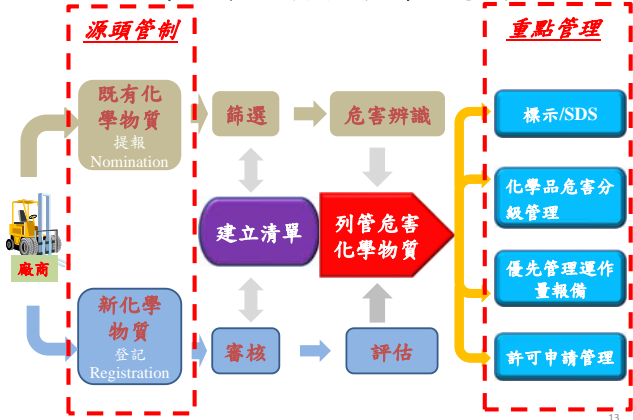 源頭管制
重點管理
既有化
學物質
提報
Nomination
篩選
危害辨識
標示/SDS
化學品危害分
級管理
建立清單
列管危害
化學物質
廠商
優先管理運作
量報備
新化學
物質
登記
Registration
審核
評估
許可申請管理
13